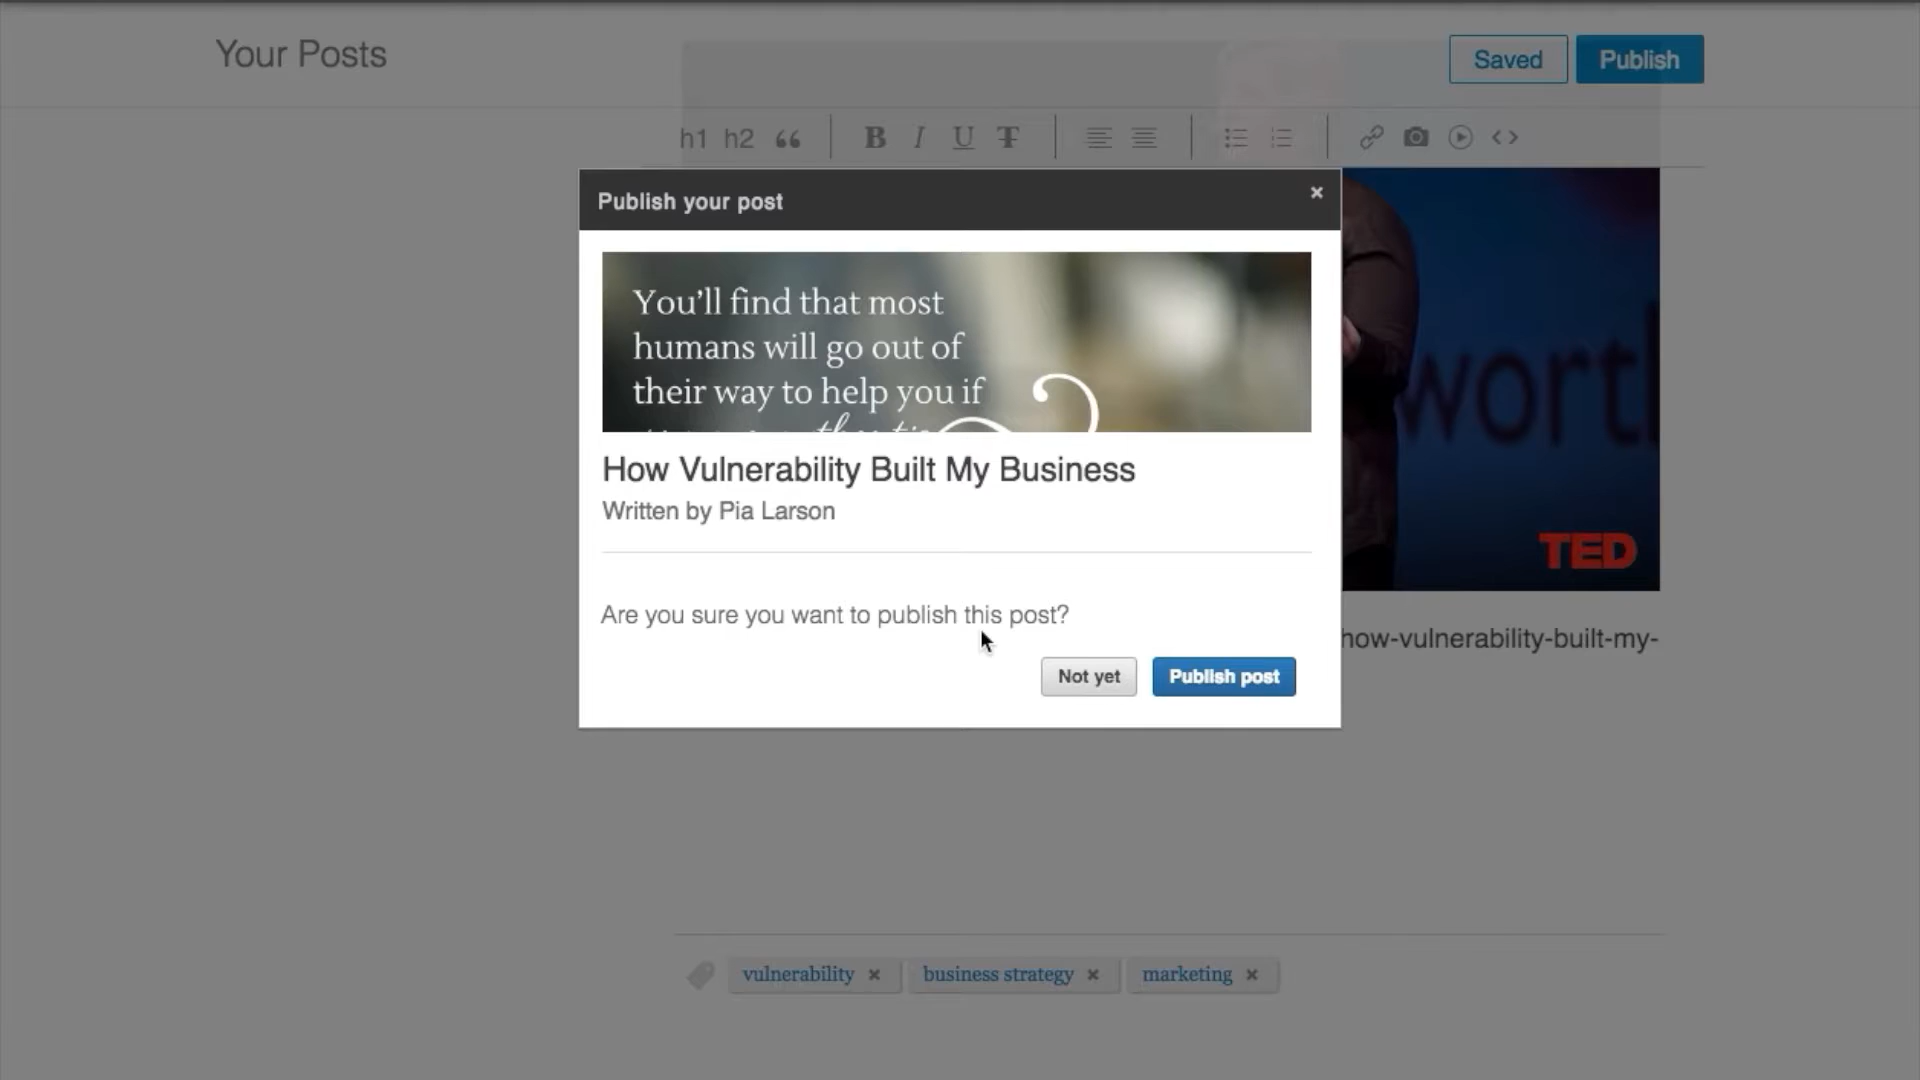 Your Posts
Saved
Publish
h1 h2
B I U T
Publish your post
×
You’ll find that most
humans will go out of
their way to help you if
How Vulnerability Built My Business
Written by Pia Larson
Are you sure you want to publish this post?
Not yet
Publish post
worth
TED
how-vulnerability-built-my-
vulnerability ×
business strategy ×
marketing ×